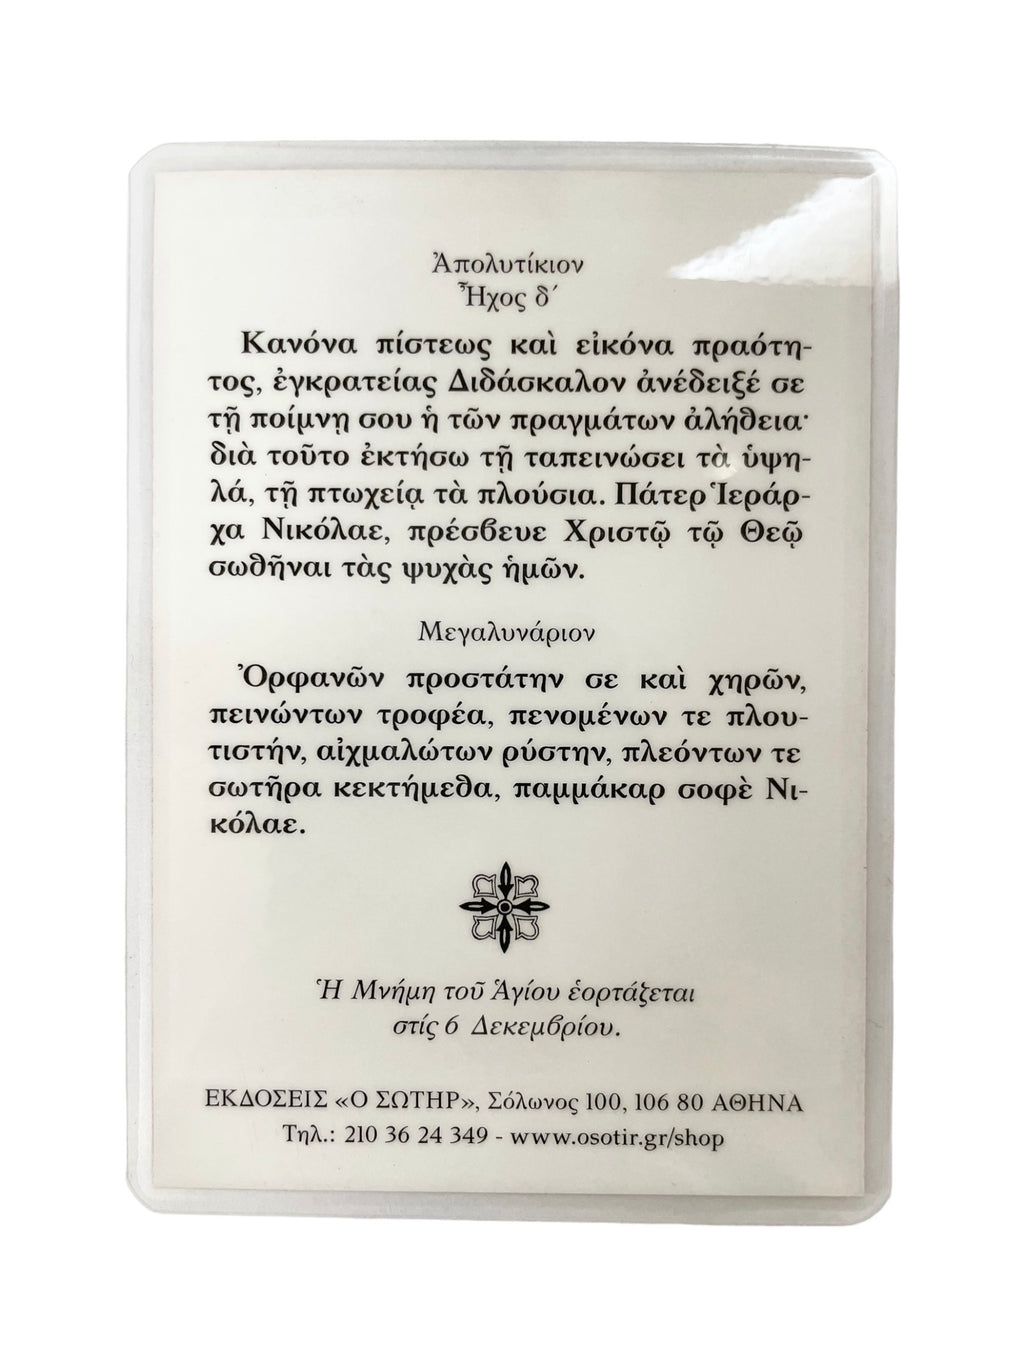 Ἀπολυτίκιον
Ἦχος δ΄
Κανόνα πίστεως καὶ εἰκόνα πραότη-
τος, ἐγκρατείας Διδάσκαλον ἀνέδειξέ σε
τῇ ποίμνῃ σου ἡ τῶν πραγμάτων ἀλήθεια·
διὰ τοῦτο ἐκτήσω τῇ ταπεινώσει τὰ ὑψη-
λά, τῇ πτωχείᾳ τὰ πλούσια. Πάτερ Ἱεράρ-
χα Νικόλαε, πρέσβευε Χριστῷ τῷ Θεῷ
σωθῆναι τὰς ψυχὰς ἡμῶν.
Μεγαλυνάριον
Ὀρφανῶν προστάτην σε καὶ χηρῶν,
πεινώντων τροφέα, πενομένων τε πλου-
τιστήν, αἰχμαλώτων ρύστην, πλεόντων τε
σωτῆρα κεκτήμεθα, παμμάκαρ σοφὲ Νι-
κόλαε.
Ἡ Μνήμη τοῦ Ἁγίου ἑορτάζεται
στίς 6 Δεκεμβρίου.
ΕΚΔΟΣΕΙΣ «Ο ΣΩΤΗΡ», Σόλωνος 100, 106 80 ΑΘΗΝΑ
Τηλ.: 210 36 24 349 - www.osotir.gr/shop